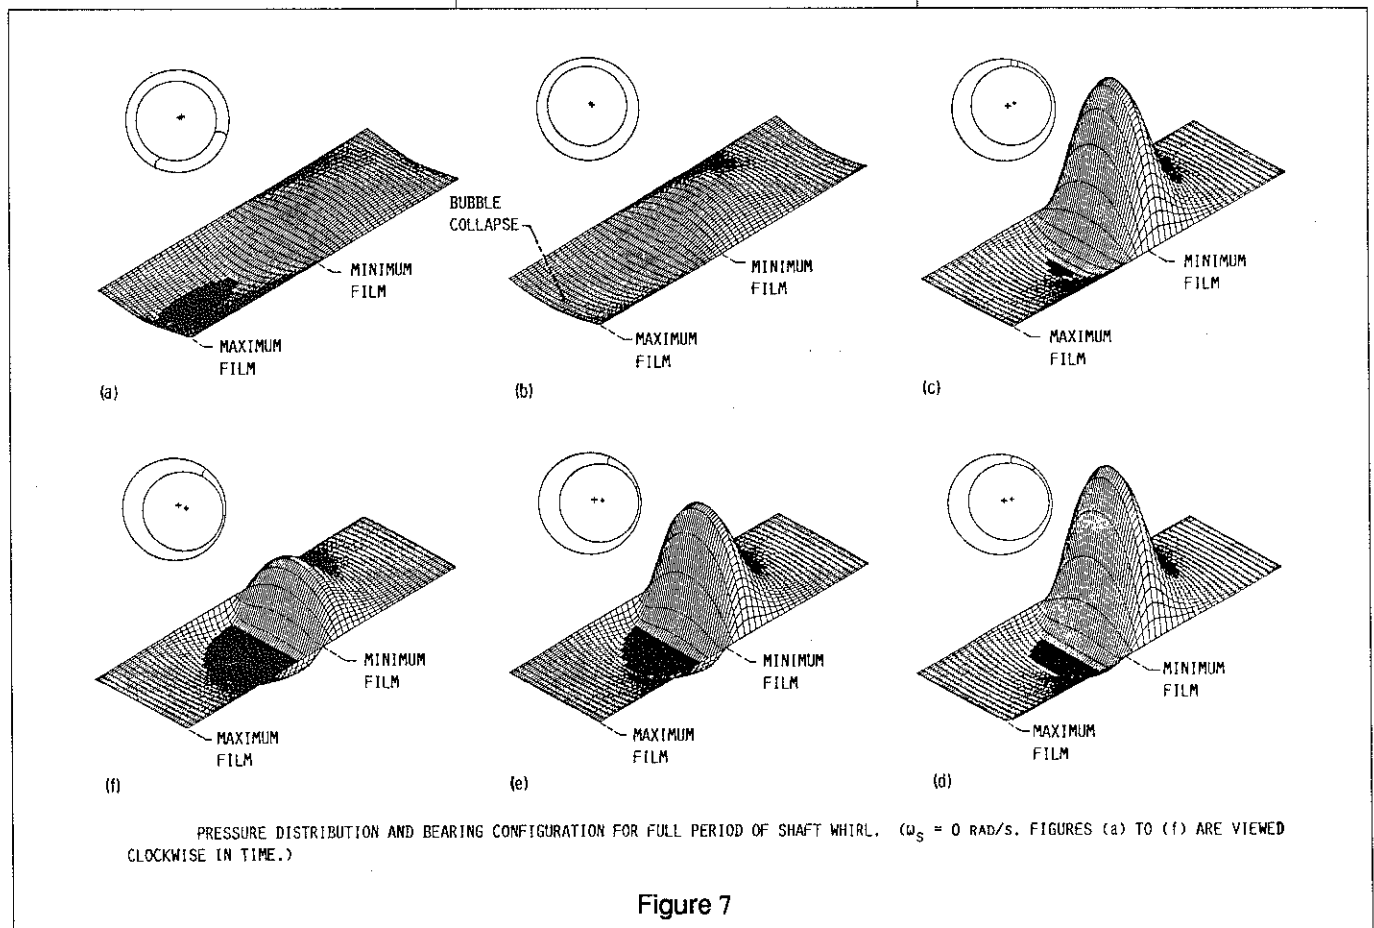 BUBBLE
COLLAPSE
MINIMUM
FILM
MAXIMUM
FILM
(a)
MINIMUM
FILM
MAXIMUM
FILM
(b)
MINIMUM
FILM
MAXIMUM
FILM
(c)
MINIMUM
FILM
MAXIMUM
FILM
(f)
MINIMUM
FILM
MAXIMUM
FILM
(e)
MINIMUM
FILM
MAXIMUM
FILM
(d)
PRESSURE DISTRIBUTION AND BEARING CONFIGURATION FOR FULL PERIOD OF SHAFT WHIRL. (ω_S = 0 RAD/S. FIGURES (a) TO (f) ARE VIEWED
CLOCKWISE IN TIME.)
Figure 7